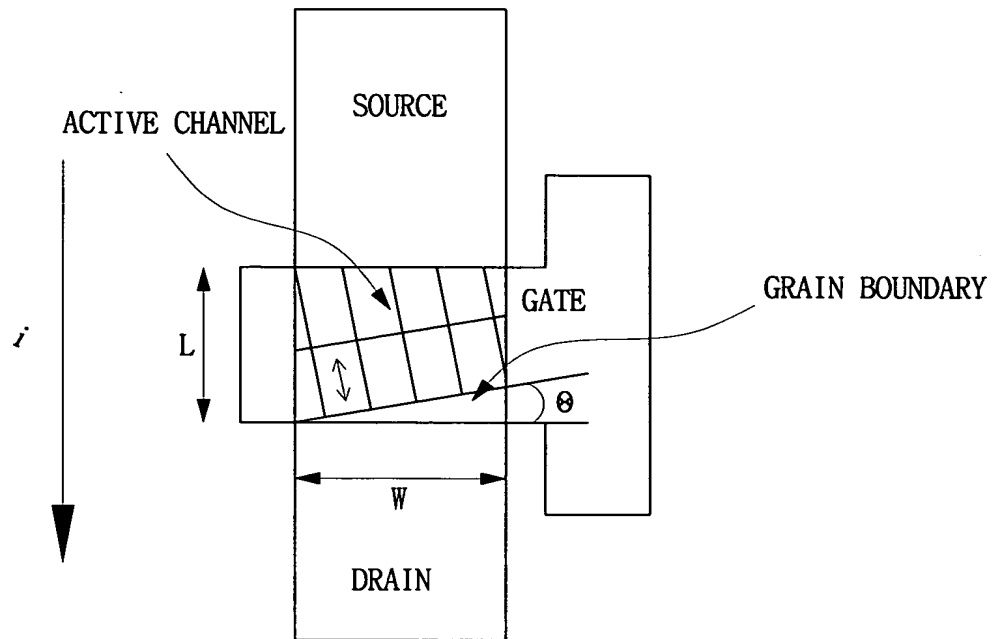 SOURCE
ACTIVE CHANNEL
GATE
GRAIN BOUNDARY
i
L
Θ
W
DRAIN